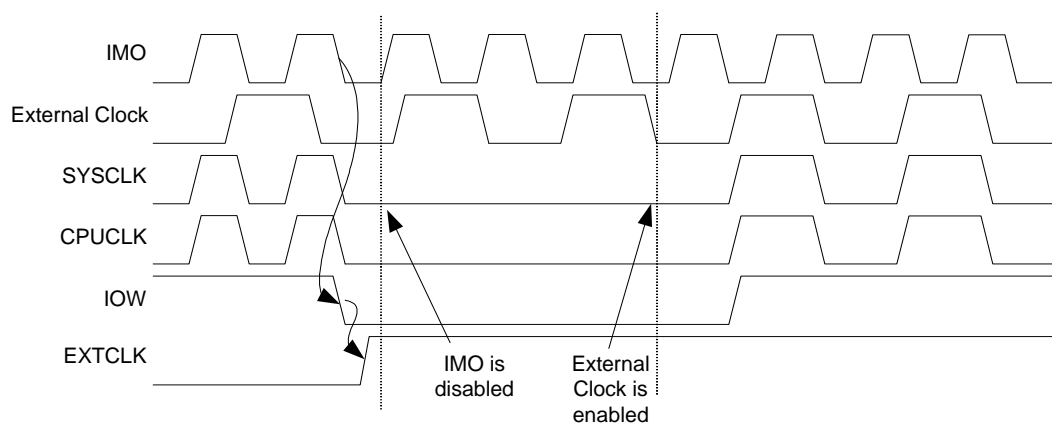 IMO
External Clock
SYSCLK
CPUCLK
IOW
EXTCLK
IMO is
disabled
External
Clock is
enabled